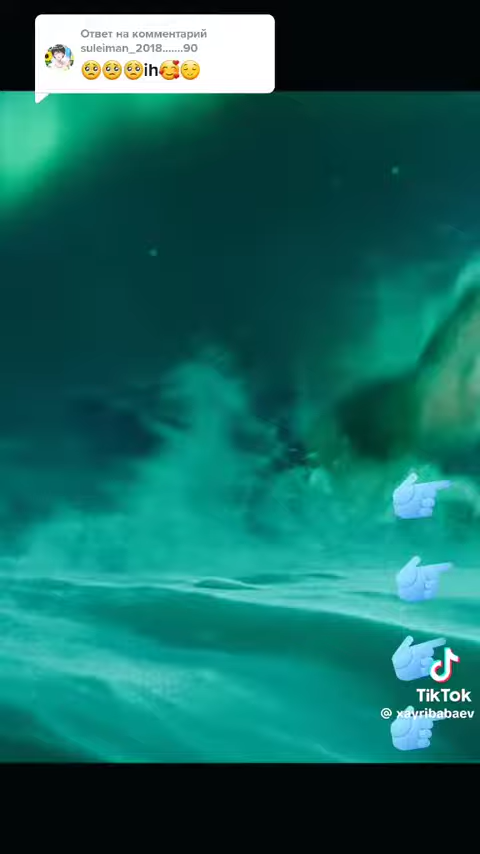 Ответ на комментарий
suleiman_2018.......90
🥺🥺🥺ih🥰😌
TikTok
@ xayribabaev